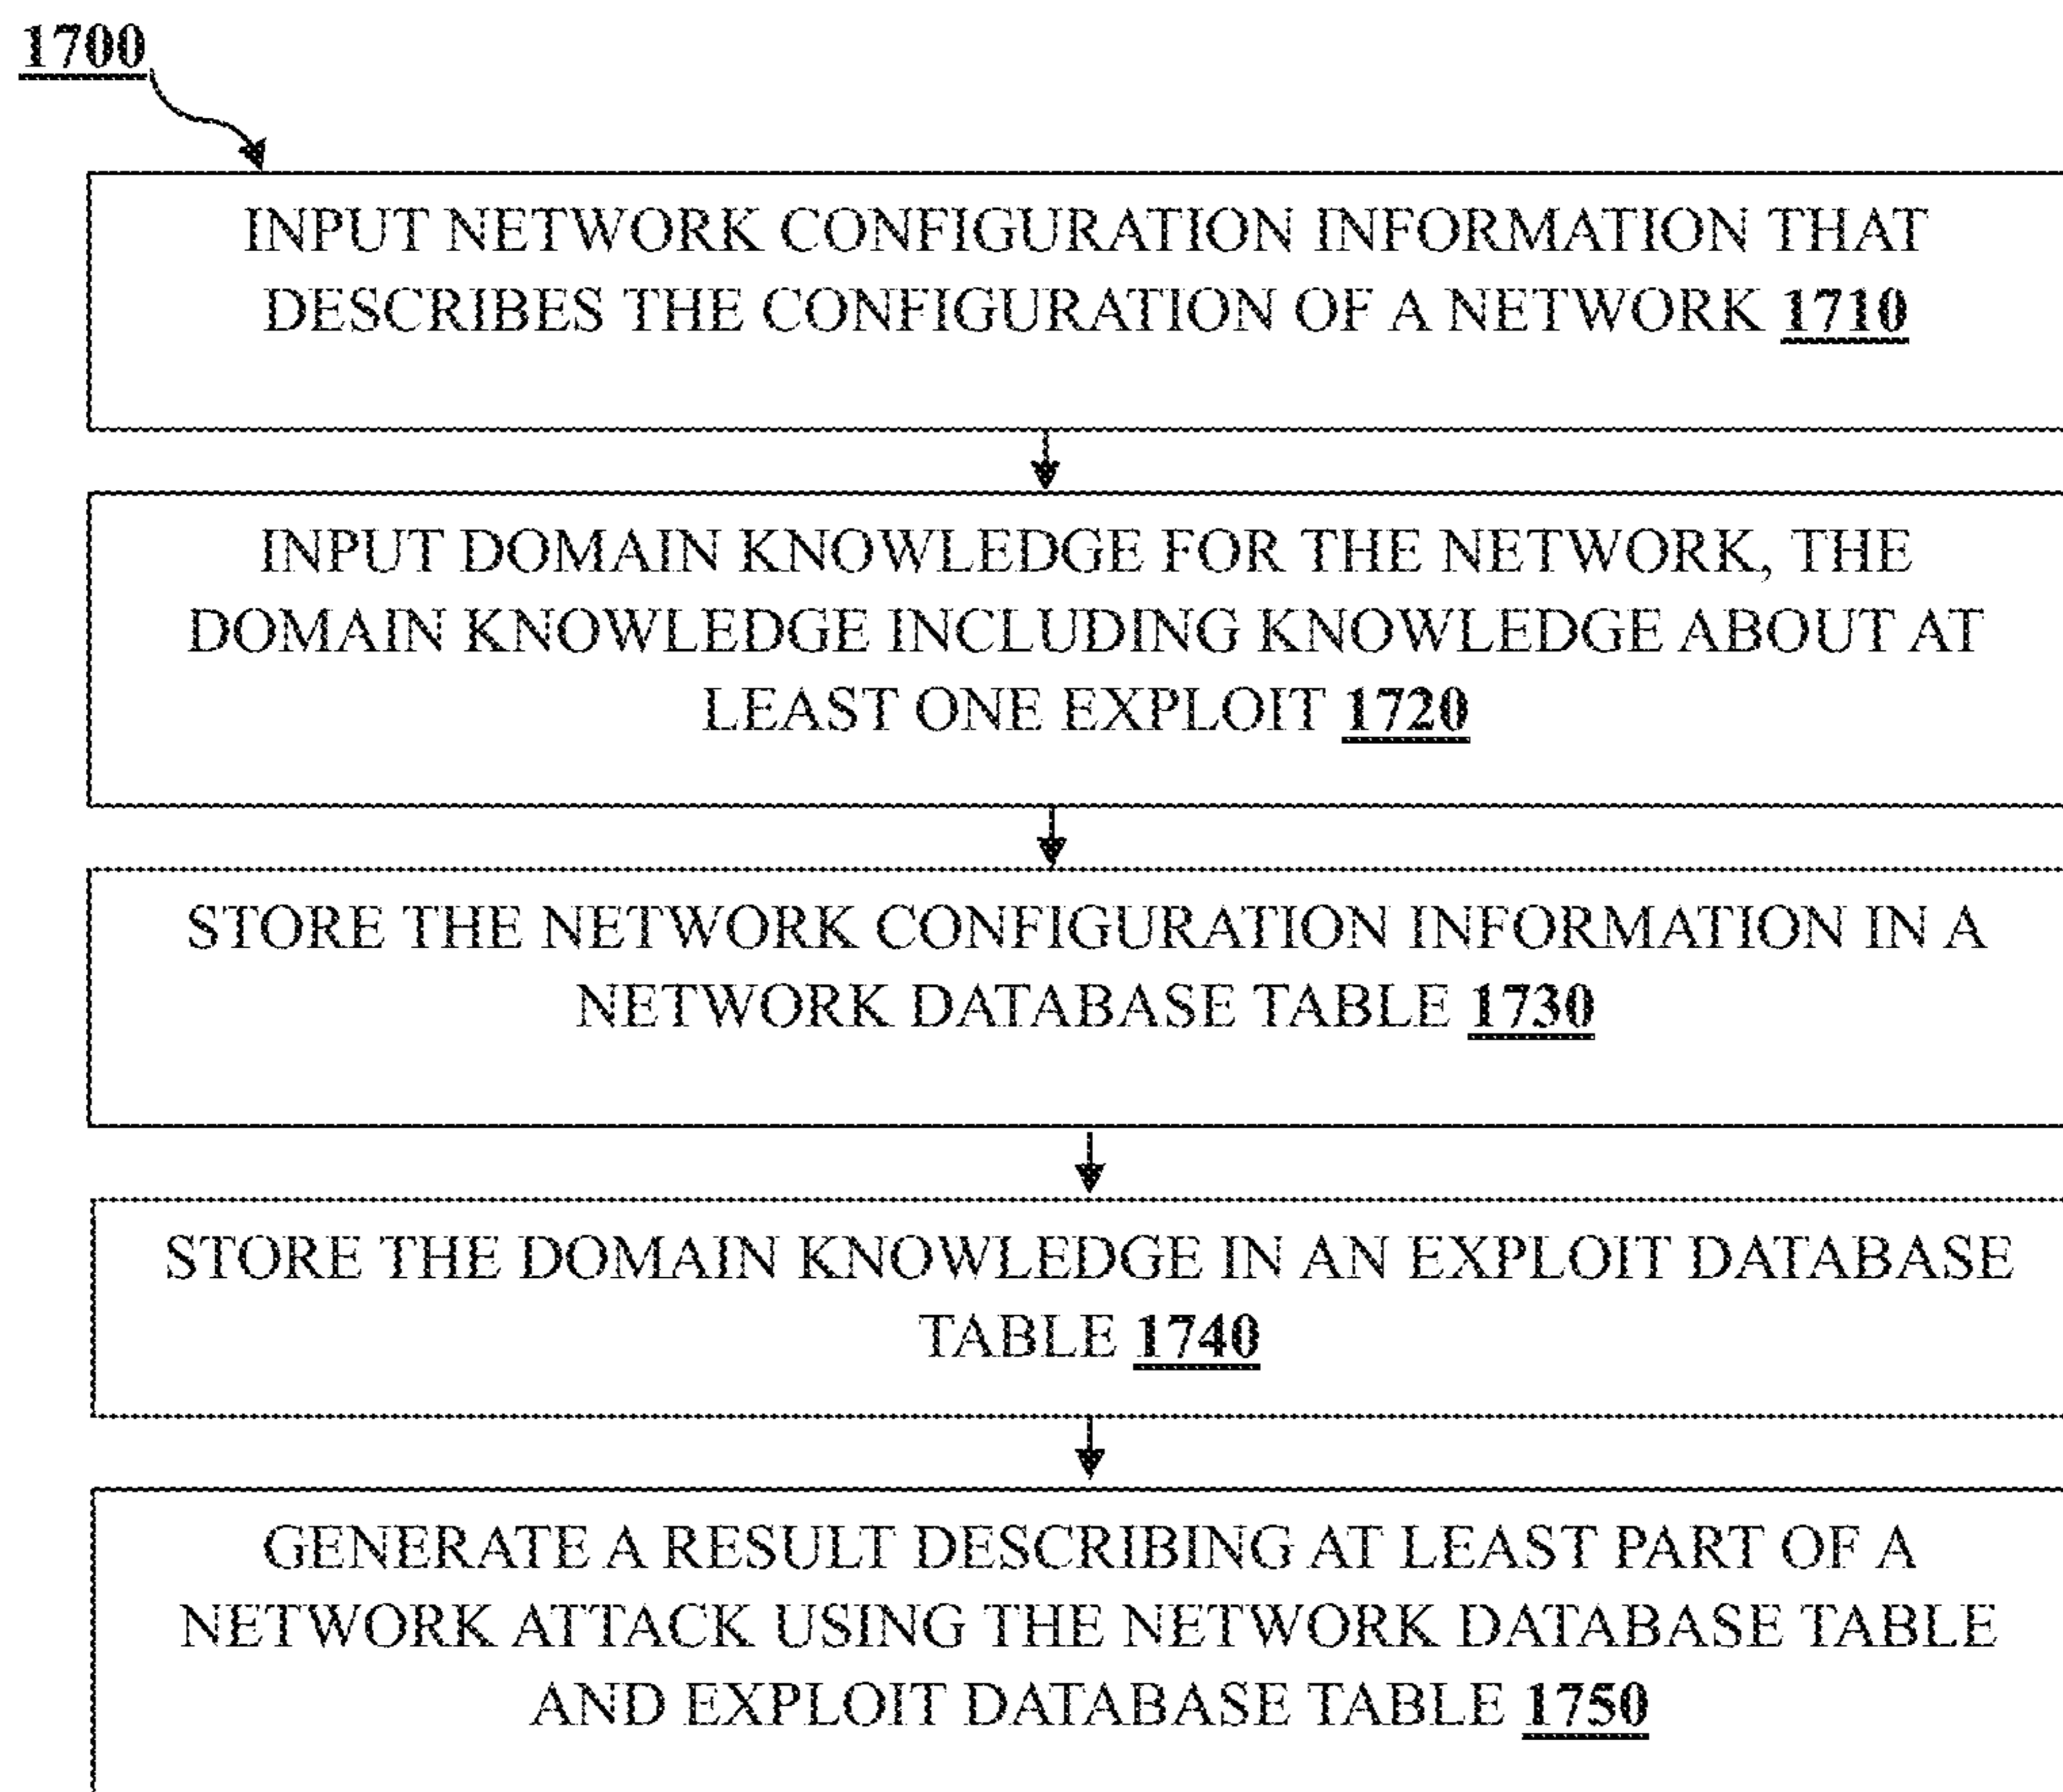 1700
INPUT NETWORK CONFIGURATION INFORMATION THAT
DESCRIBES THE CONFIGURATION OF A NETWORK 1710
INPUT DOMAIN KNOWLEDGE FOR THE NETWORK, THE
DOMAIN KNOWLEDGE INCLUDING KNOWLEDGE ABOUT AT
LEAST ONE EXPLOIT 1720
STORE THE NETWORK CONFIGURATION INFORMATION IN A
NETWORK DATABASE TABLE 1730
STORE THE DOMAIN KNOWLEDGE IN AN EXPLOIT DATABASE
TABLE 1740
GENERATE A RESULT DESCRIBING AT LEAST PART OF A
NETWORK ATTACK USING THE NETWORK DATABASE TABLE
AND EXPLOIT DATABASE TABLE 1750